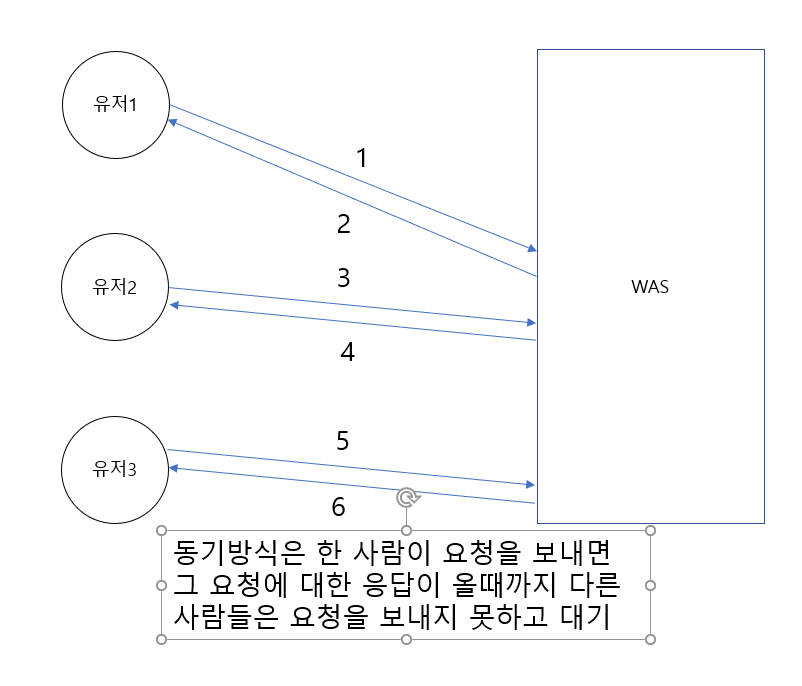 유저1
1
2
유저2
3
WAS
4
유저3
5
6
동기방식은 한 사람이 요청을 보내면
그 요청에 대한 응답이 올때까지 다른
사람들은 요청을 보내지 못하고 대기